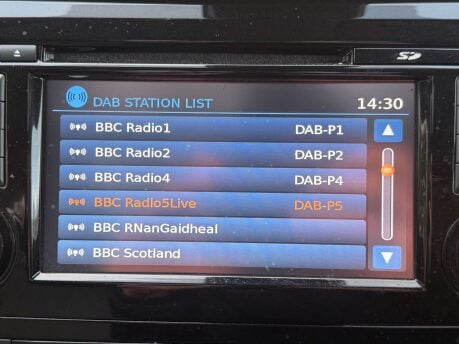 SD
DAB STATION LIST 14:30
BBC Radio1 DAB-P1
BBC Radio2 DAB-P2
BBC Radio4 DAB-P4
BBC Radio5Live DAB-P5
BBC RNanGaidheal
BBC Scotland